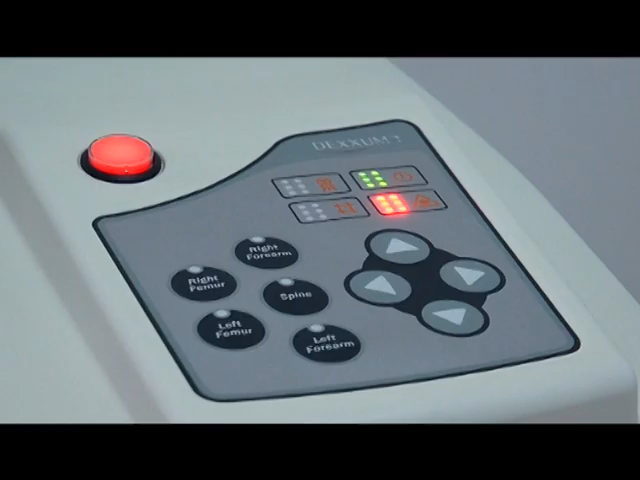 DEXXUM T
Right
Forearm
Right
Femur
Spine
Left
Femur
Left
Forearm